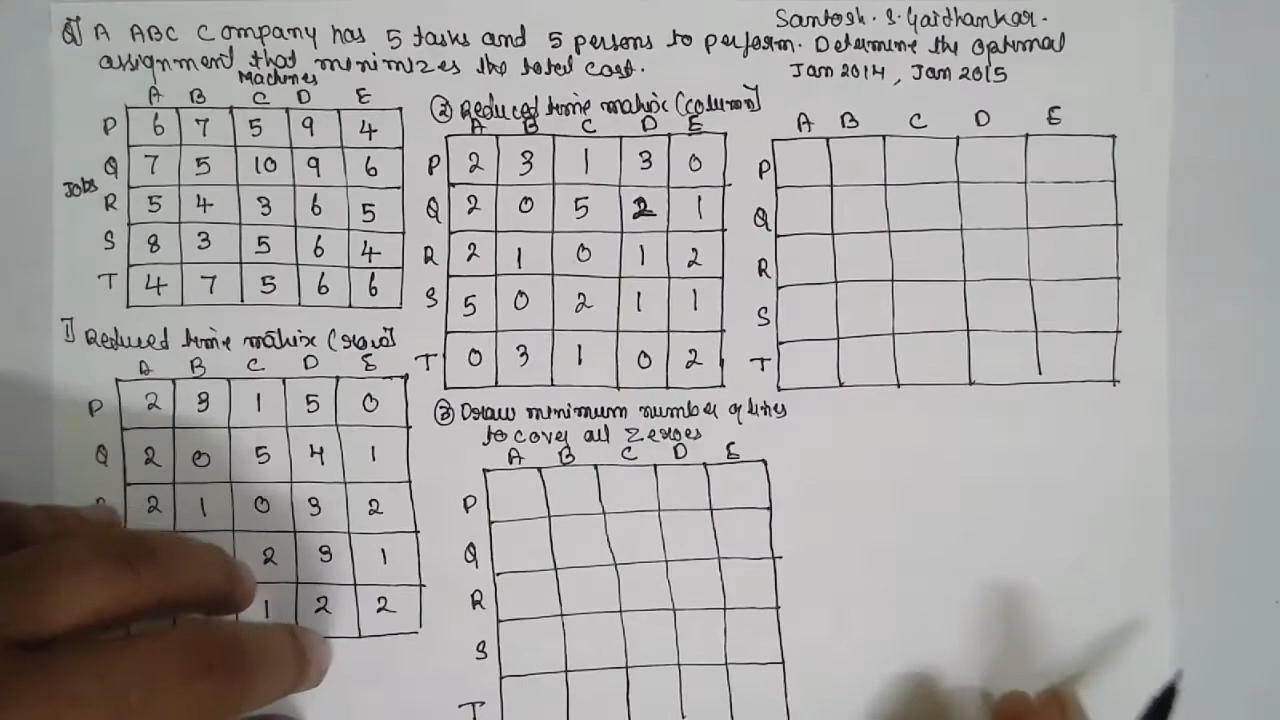 Q] A ABC Company has 5 tasks and 5 persons to perform. Determine the optimal
assignment that minimizes the total cost.
Santosh. S. Gaidhankar.
Jan 2014, Jan 2015
Machines
A B C D E
P 6 7 5 9 4
Q 7 5 10 9 6
Jobs
R 5 4 3 6 5
S 8 3 5 6 4
T 4 7 5 6 6
1] Reduced time matrix (row)
A B C D E
P 2 3 1 5 0
Q 2 0 5 4 1
2 1 0 3 2
2 3 1
1 2 2
② Reduced time matrix (column)
A B C D E
P 2 3 1 3 0
Q 2 0 5 2 1
R 2 1 0 1 2
S 5 0 2 1 1
T 0 3 1 0 2
③ Draw minimum number of lines
to cover all zeroes
A B C D E
P
Q
R
S
T
A B C D E
P
Q
R
S
T